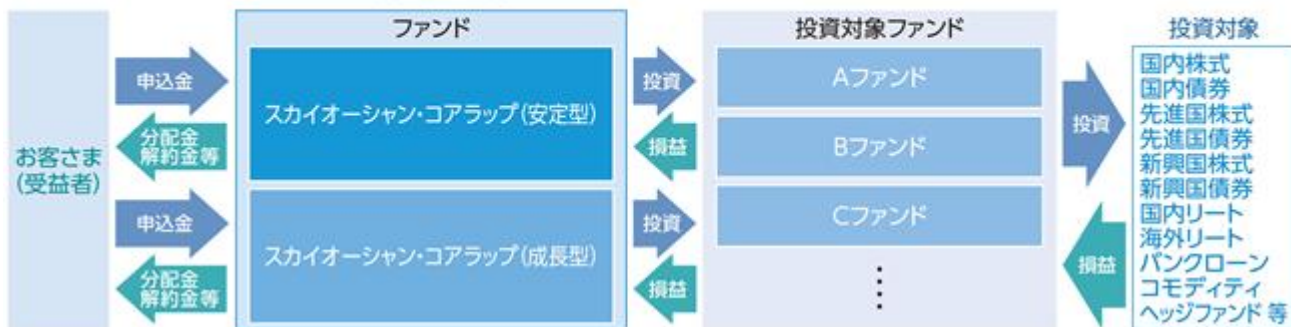 お客さま
(受益者)
申込金
分配金
解約金等
申込金
分配金
解約金等
ファンド
スカイオーシャン・コアラップ(安定型)
スカイオーシャン・コアラップ(成長型)
投資
損益
投資
損益
投資対象ファンド
Aファンド
Bファンド
Cファンド
⋮
投資
損益
投資対象
国内株式
国内債券
先進国株式
先進国債券
新興国株式
新興国債券
国内リート
海外リート
バンクローン
コモディティ
ヘッジファンド 等